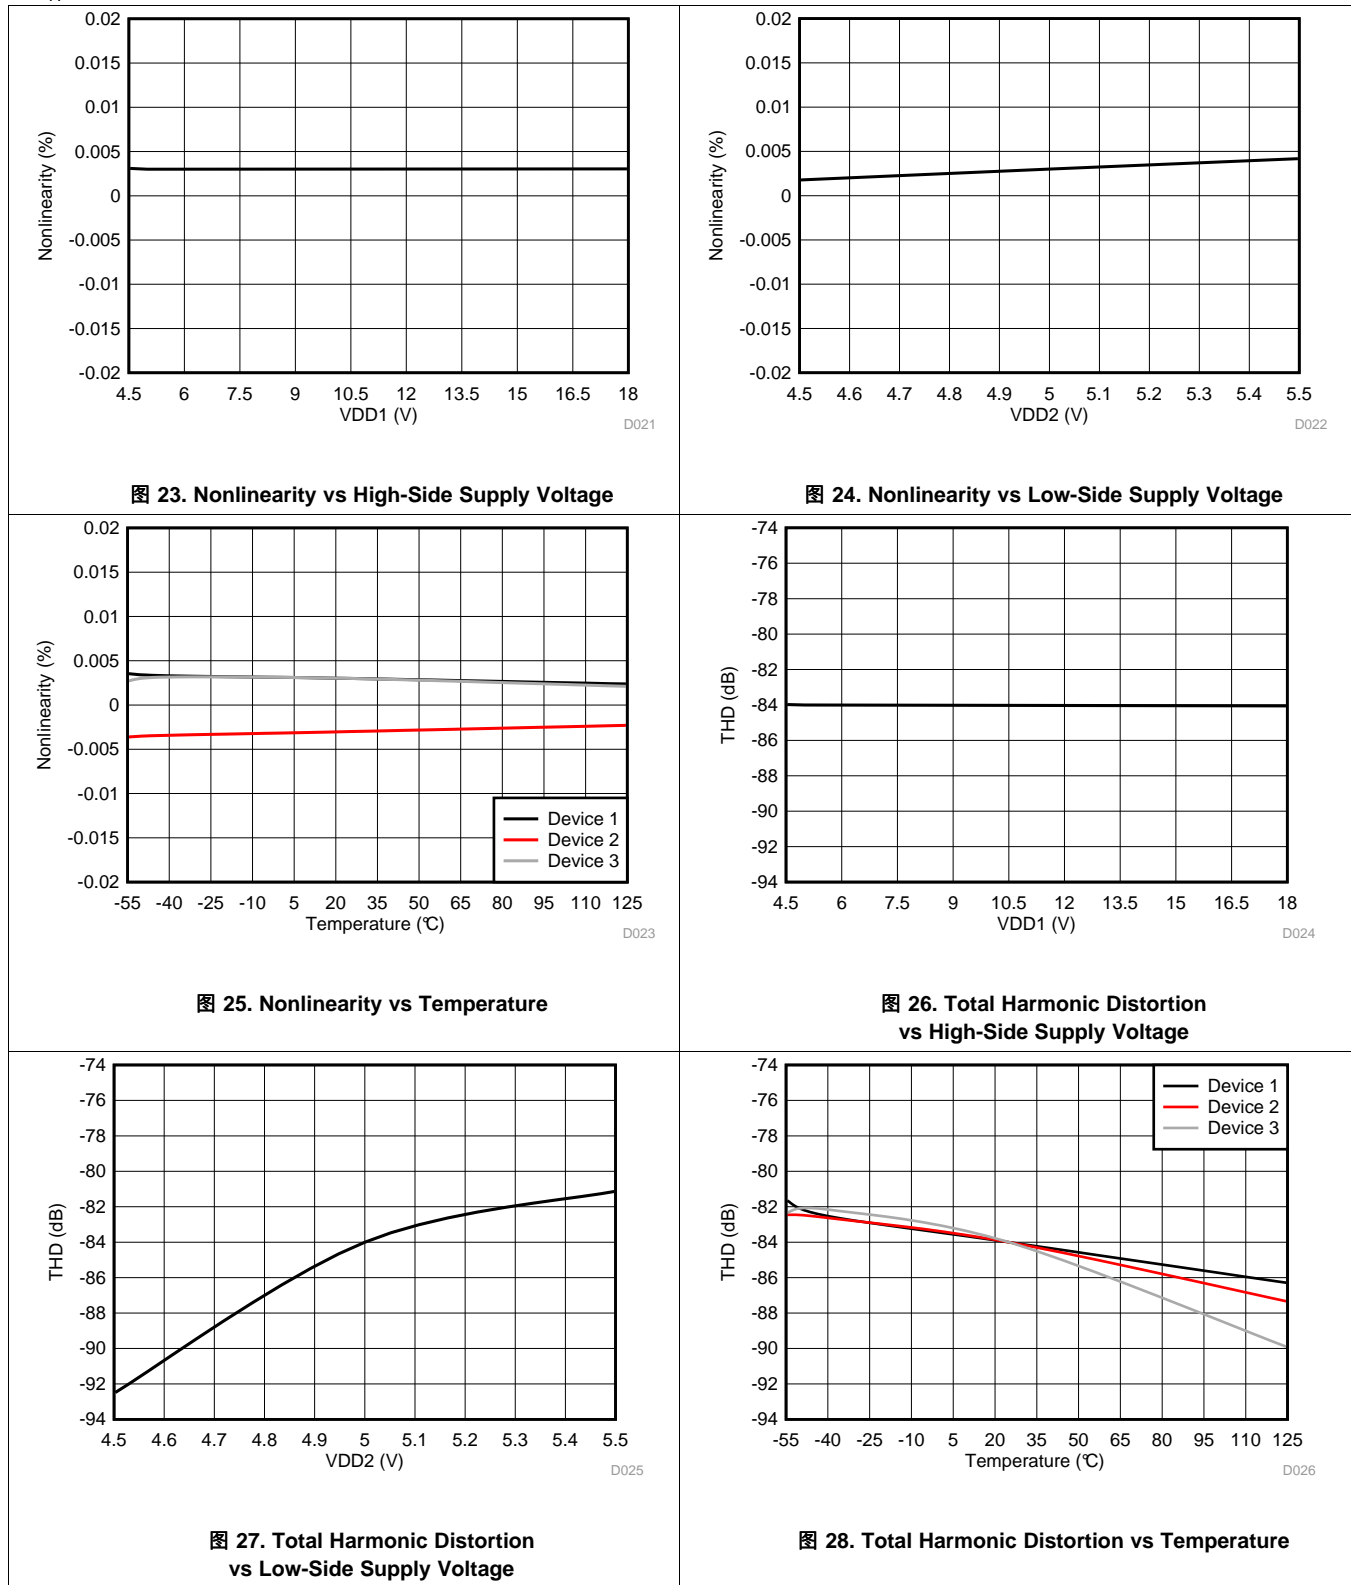 0.02
0.015
0.01
0.005
0
-0.005
-0.01
-0.015
-0.02
Nonlinearity (%)
4.5 6 7.5 9 10.5 12 13.5 15 16.5 18
VDD1 (V)
D021
图 23. Nonlinearity vs High-Side Supply Voltage
0.02
0.015
0.01
0.005
0
-0.005
-0.01
-0.015
-0.02
Nonlinearity (%)
4.5 4.6 4.7 4.8 4.9 5 5.1 5.2 5.3 5.4 5.5
VDD2 (V)
D022
图 24. Nonlinearity vs Low-Side Supply Voltage
0.02
0.015
0.01
0.005
0
-0.005
-0.01
-0.015
-0.02
Nonlinearity (%)
Device 1
Device 2
Device 3
-55 -40 -25 -10 5 20 35 50 65 80 95 110 125
Temperature (°C)
D023
图 25. Nonlinearity vs Temperature
-74
-76
-78
-80
-82
-84
-86
-88
-90
-92
-94
THD (dB)
4.5 6 7.5 9 10.5 12 13.5 15 16.5 18
VDD1 (V)
D024
图 26. Total Harmonic Distortion
vs High-Side Supply Voltage
-74
-76
-78
-80
-82
-84
-86
-88
-90
-92
-94
THD (dB)
4.5 4.6 4.7 4.8 4.9 5 5.1 5.2 5.3 5.4 5.5
VDD2 (V)
D025
图 27. Total Harmonic Distortion
vs Low-Side Supply Voltage
-74
-76
-78
-80
-82
-84
-86
-88
-90
-92
-94
THD (dB)
Device 1
Device 2
Device 3
-55 -40 -25 -10 5 20 35 50 65 80 95 110 125
Temperature (°C)
D026
图 28. Total Harmonic Distortion vs Temperature